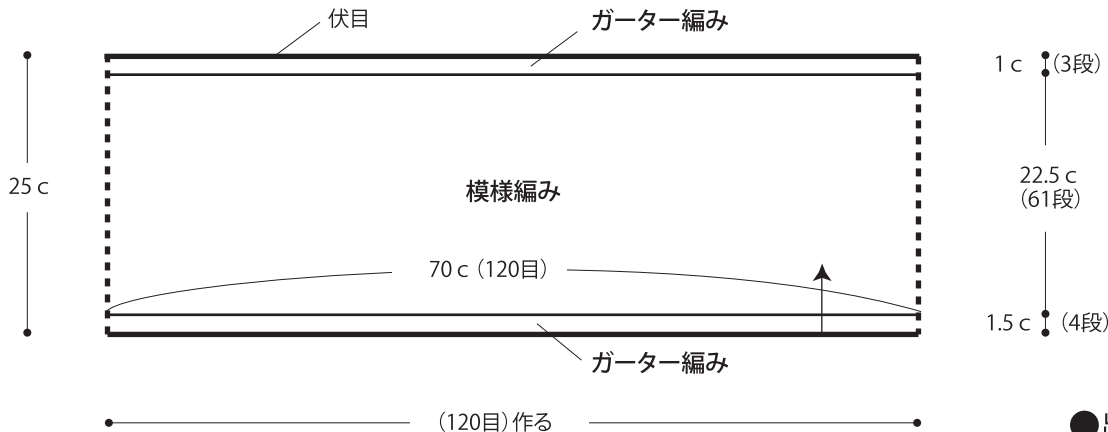 伏目
ガーター編み
1 c (3段)
25 c
模様編み
22.5 c
(61段)
70 c (120目)
1.5 c (4段)
ガーター編み
(120目)作る